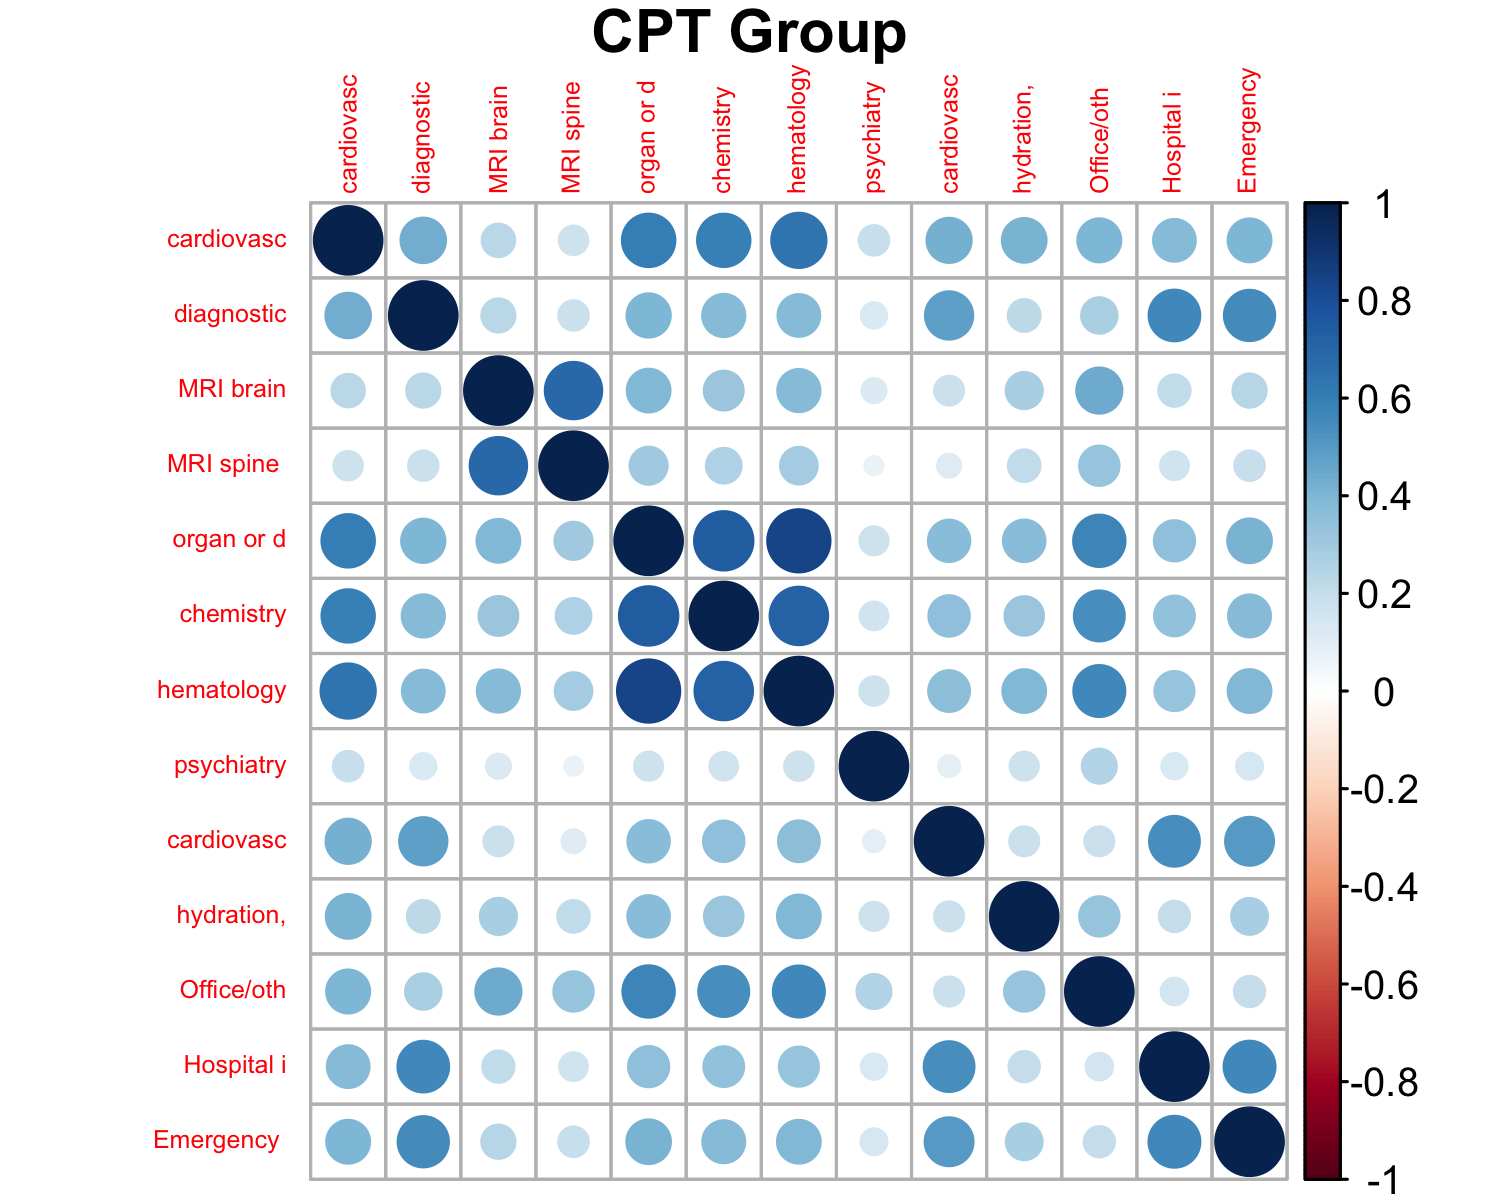 CPT Group
cardiovasc
diagnostic
MRI brain
MRI spine
organ or d
chemistry
hematology
psychiatry
cardiovasc
hydration,
Office/oth
Hospital i
Emergency
cardiovasc
diagnostic
MRI brain
MRI spine
organ or d
chemistry
hematology
psychiatry
cardiovasc
hydration,
Office/oth
Hospital i
Emergency
1
0.8
0.6
0.4
0.2
0
-0.2
-0.4
-0.6
-0.8
-1